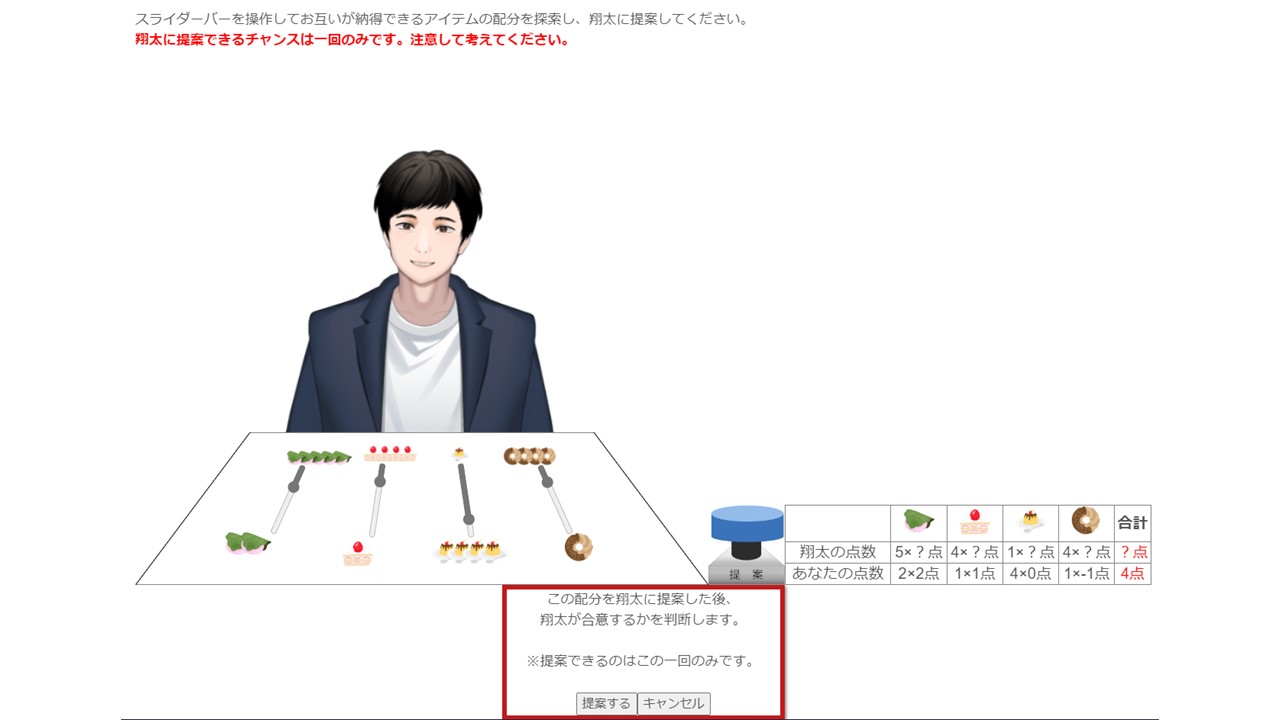 スライダーバーを操作してお互いが納得できるアイテムの配分を探索し、翔太に提案してください。
翔太に提案できるチャンスは一回のみです。注意して考えてください。
合計
翔太の点数 5×？点 4×？点 1×？点 4×？点 ？点
あなたの点数 2×2点 1×1点 4×0点 1×-1点 4点
提 案
この配分を翔太に提案した後、
翔太が合意するかを判断します。
※提案できるのはこの一回のみです。
提案する キャンセル